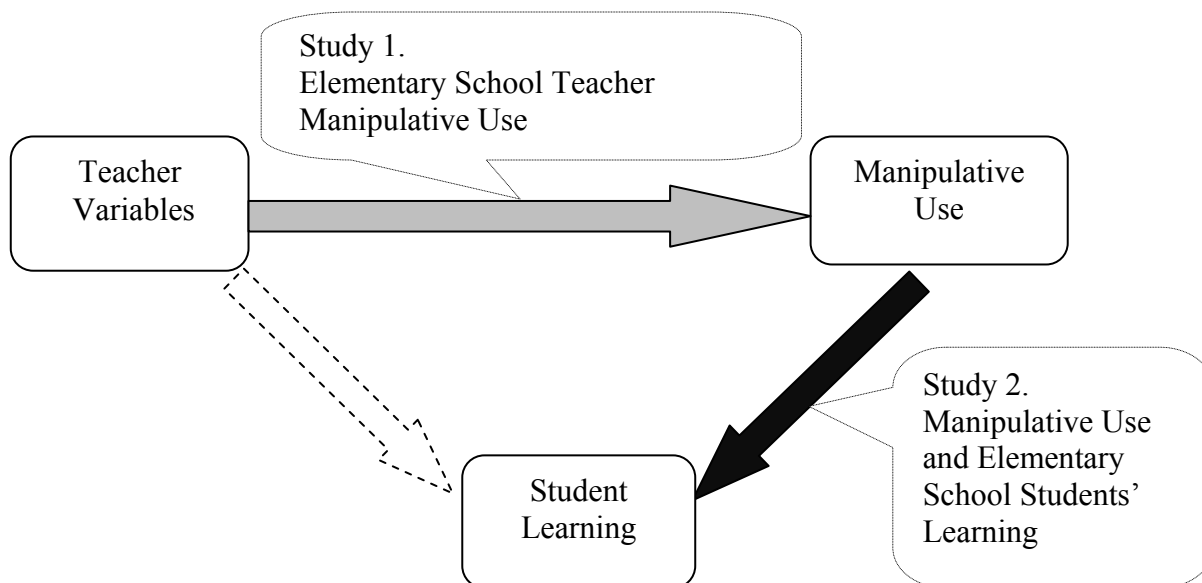 Study 1.
Elementary School Teacher
Manipulative Use
Teacher
Variables
Manipulative
Use
Study 2.
Manipulative Use
and Elementary
School Students’
Learning
Student
Learning